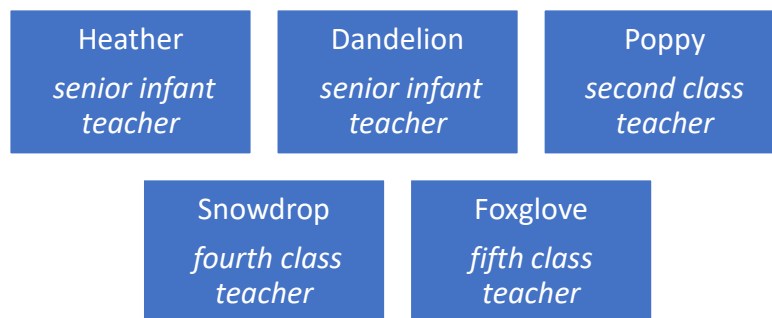 Heather
senior infant
teacher
Dandelion
senior infant
teacher
Poppy
second class
teacher
Snowdrop
fourth class
teacher
Foxglove
fifth class
teacher